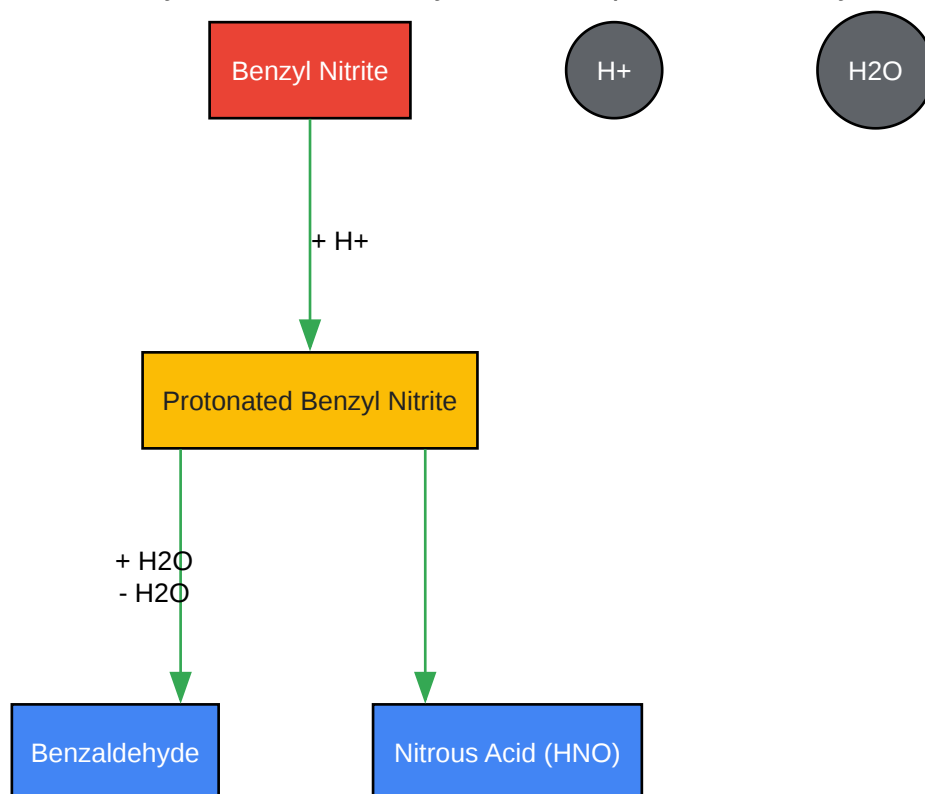 Benzyl Nitrite
H+
H2O
+ H+
Protonated Benzyl Nitrite
+ H2O
- H2O
Benzaldehyde
Nitrous Acid (HNO)